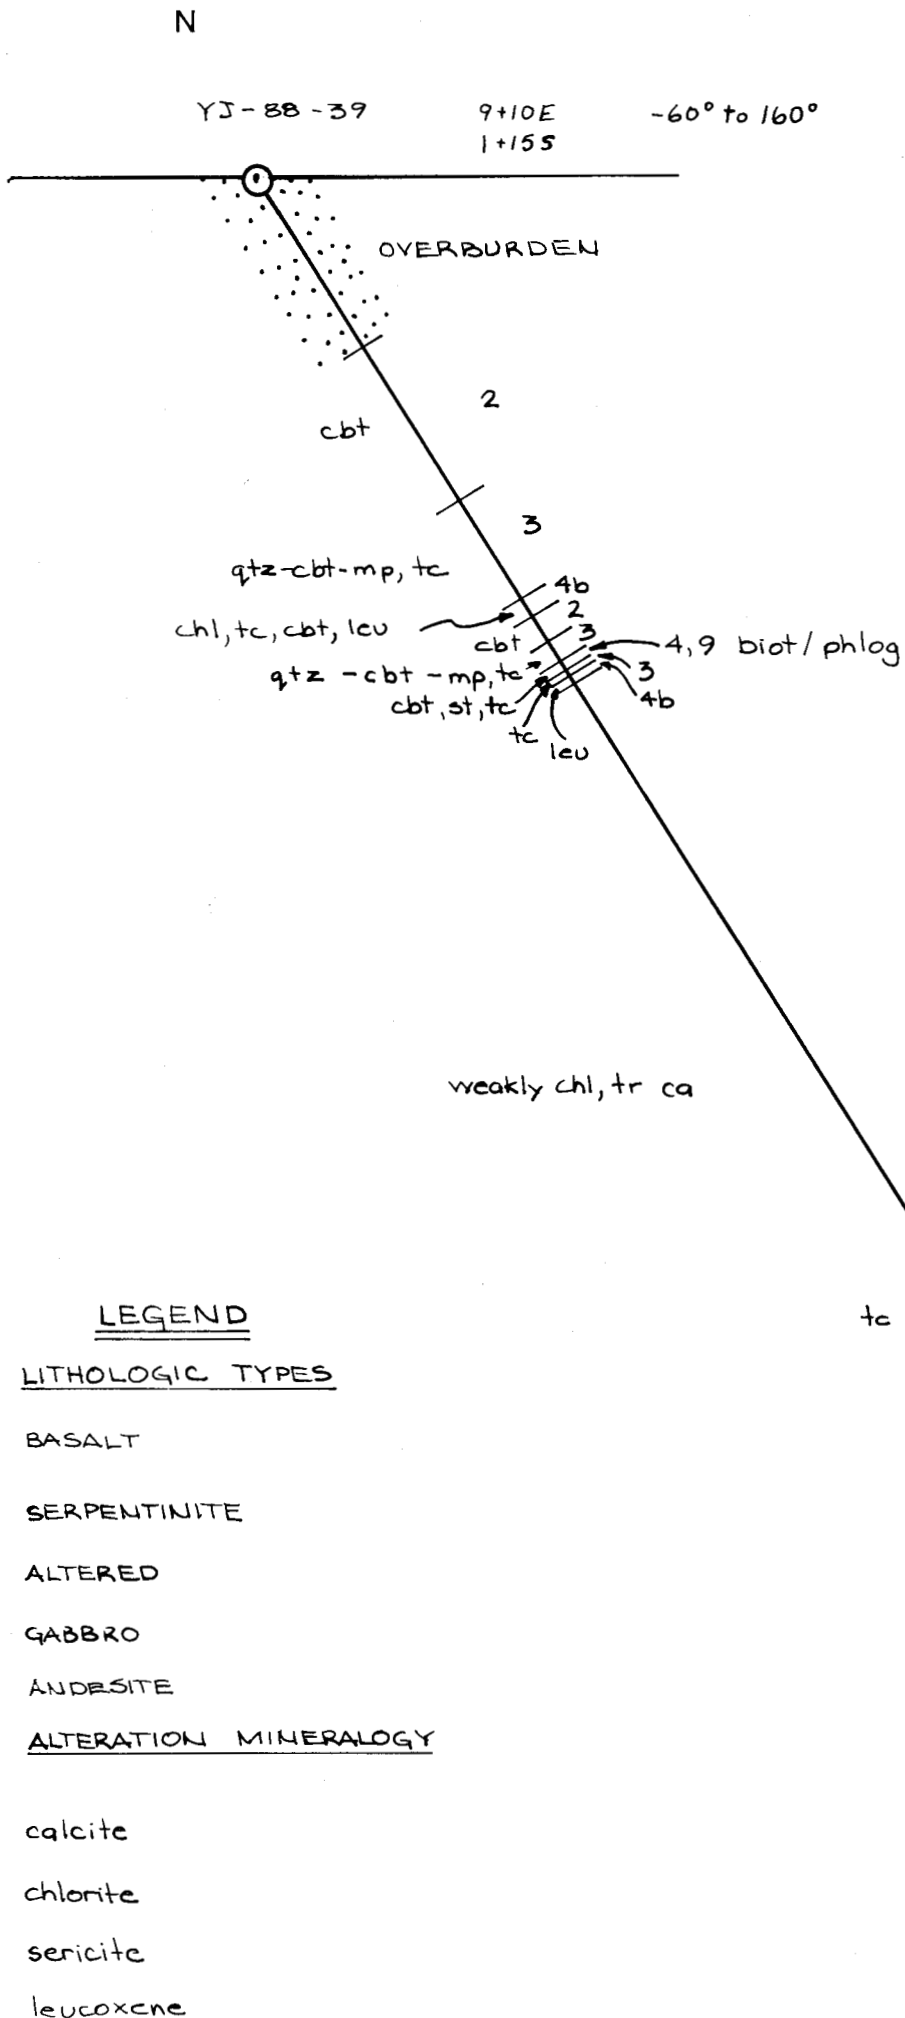 N
YJ-88-39 9+10E -60° to 160°
1+15S
OVERBURDEN
2
cbt
3
qtz-cbt-mp, tc
4b
2
chl, tc, cbt, leu
3
cbt
4,9 biot/phlog
qtz-cbt-mp, tc
3
cbt, st, tc
4b
tc
leu
weakly chl, tr ca
LEGEND
tc
LITHOLOGIC TYPES
BASALT
SERPENTINITE
ALTERED
GABBRO
ANDESITE
ALTERATION MINERALOGY
calcite
chlorite
sericite
leucoxene